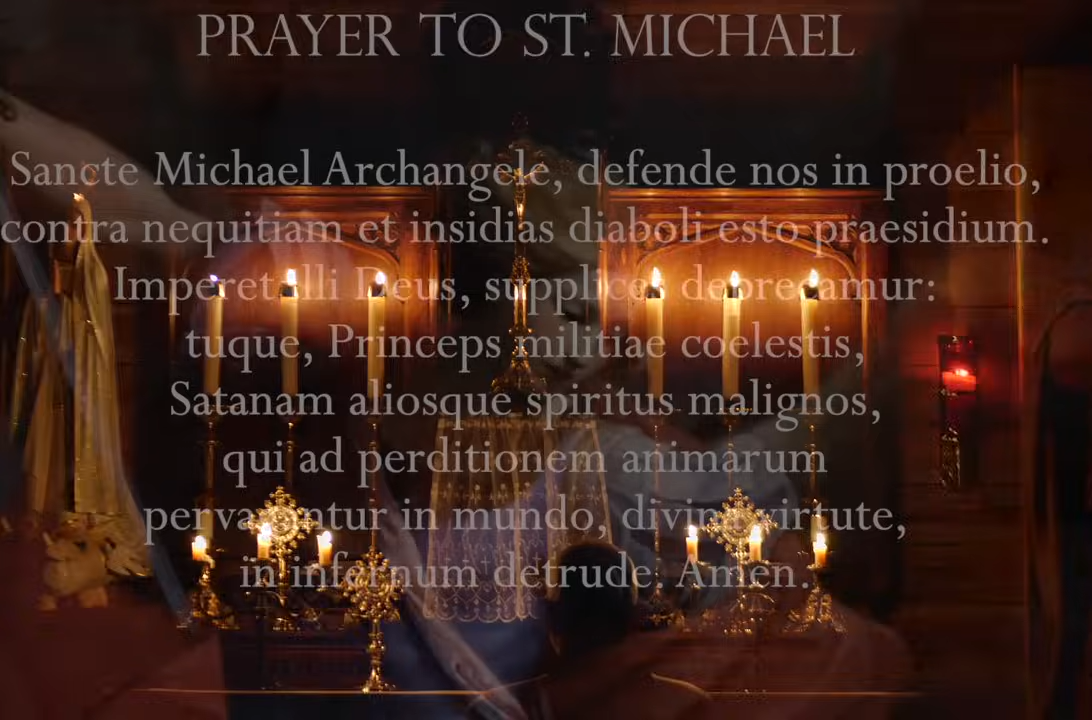 PRAYER TO ST. MICHAEL
Sancte Michael Archangele, defende nos in proelio,
contra nequitiam et insidias diaboli esto praesidium.
Imperet illi Deus, supplices deprecamur:
tuque, Princeps militiae coelestis,
Satanam aliosque spiritus malignos,
qui ad perditionem animarum
pervagantur in mundo, divina virtute,
in infernum detrude. Amen.